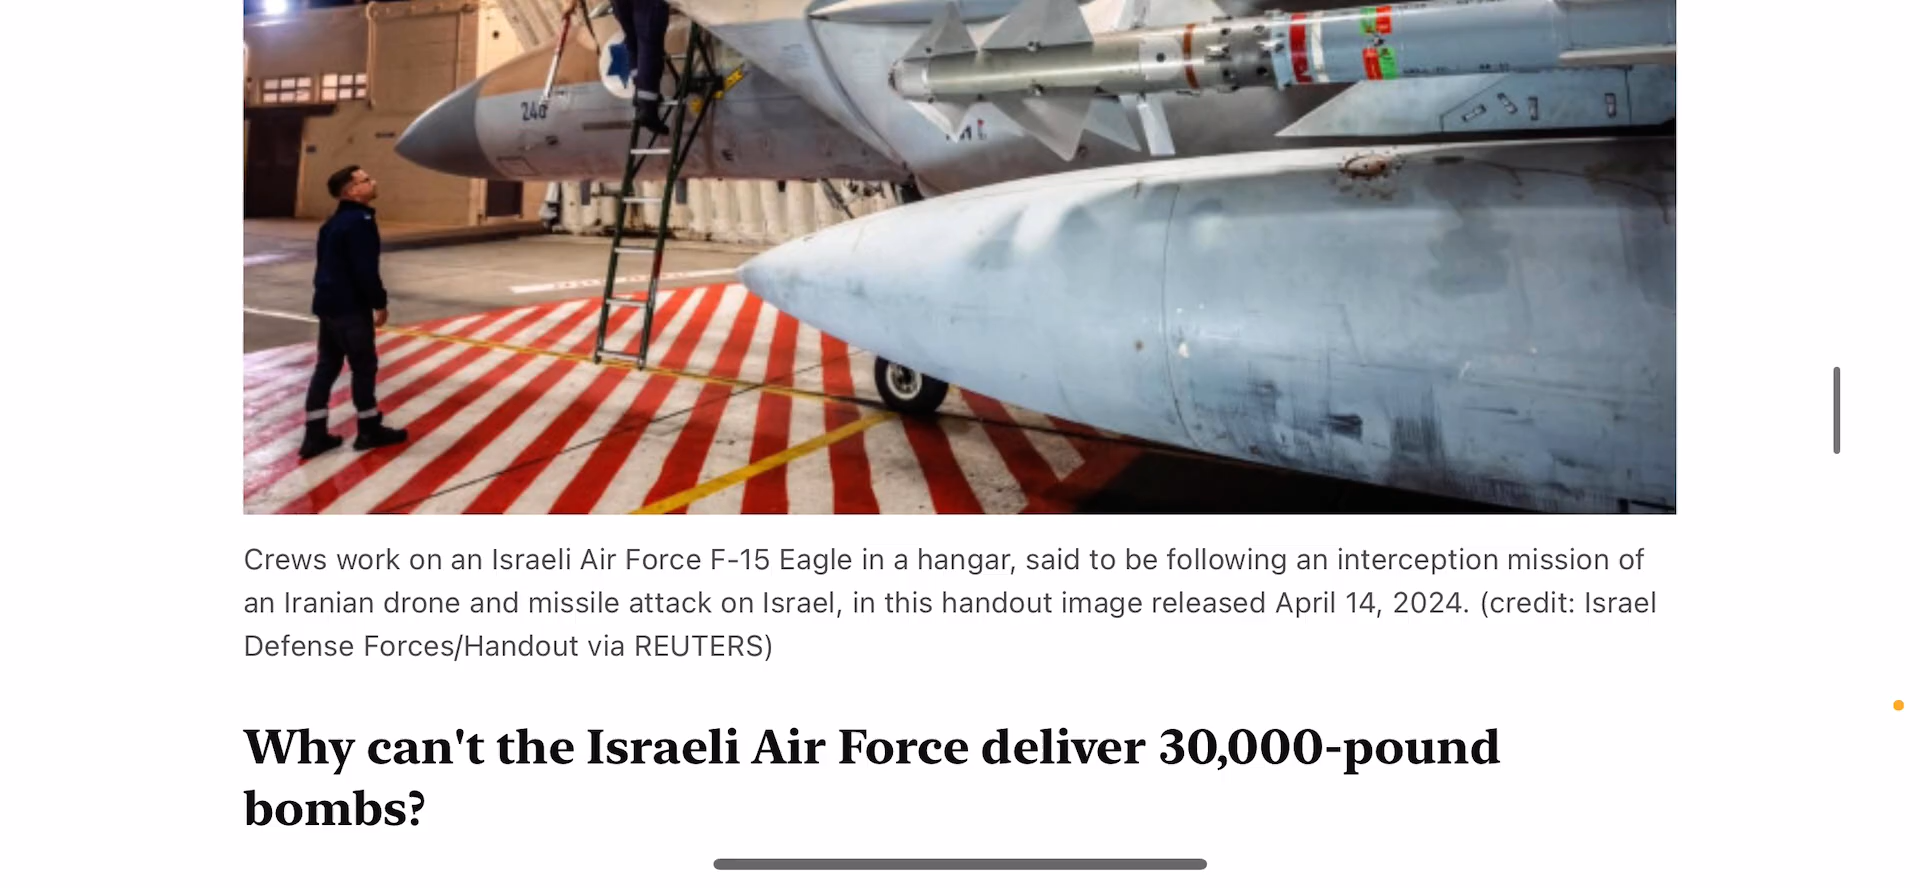 240
Crews work on an Israeli Air Force F-15 Eagle in a hangar, said to be following an interception mission of
an Iranian drone and missile attack on Israel, in this handout image released April 14, 2024. (credit: Israel
Defense Forces/Handout via REUTERS)
Why can't the Israeli Air Force deliver 30,000-pound
bombs?